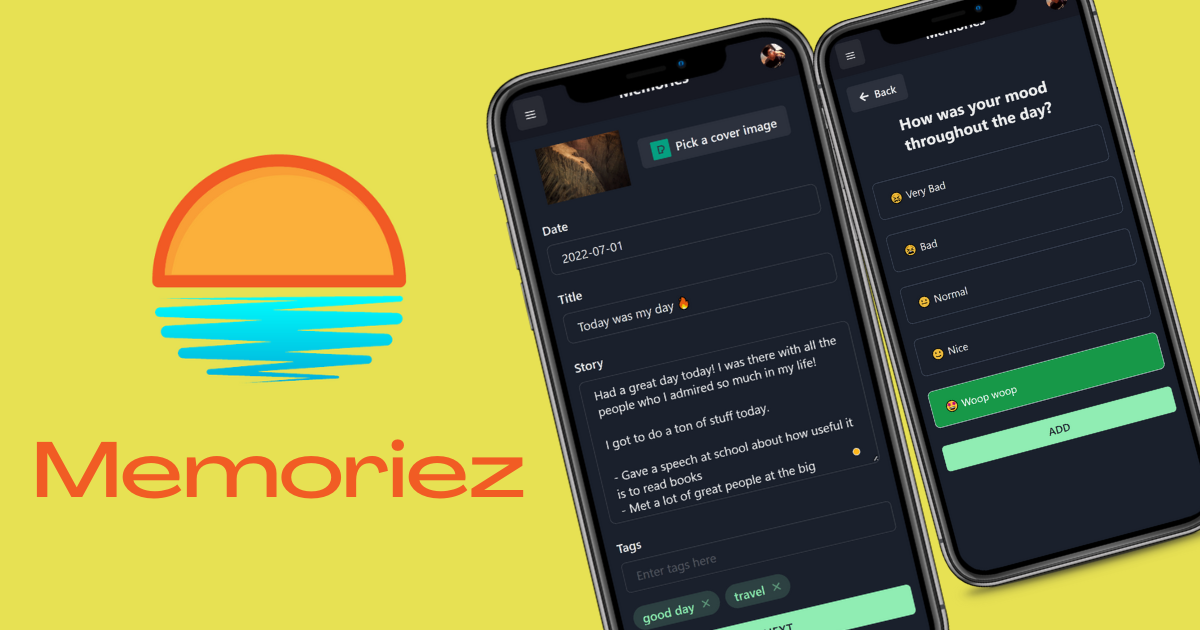 Memoriez
Memories
Pick a cover image
Date
2022-07-01
Title
Today was my day 🔥
Story
Had a great day today! I was there with all the
people who I admired so much in my life!
I got to do a ton of stuff today.
- Gave a speech at school about how useful it
is to read books
- Met a lot of great people at the big
Tags
Enter tags here
good day ×
travel ×
NEXT
Memories
← Back
How was your mood
throughout the day?
😖 Very Bad
😫 Bad
😐 Normal
😀 Nice
🤩 Woop woop
ADD